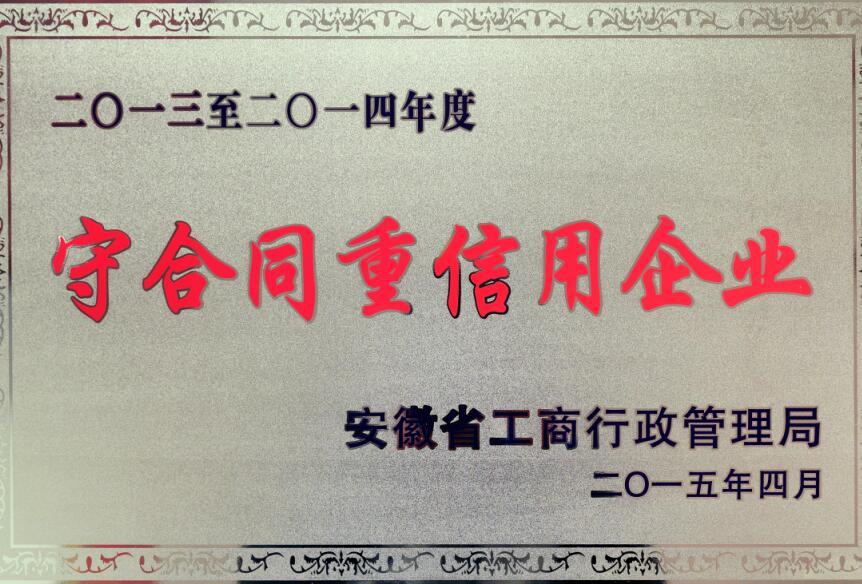 二〇一三至二〇一四年度
守合同重信用企业
安徽省工商行政管理局
二〇一五年四月